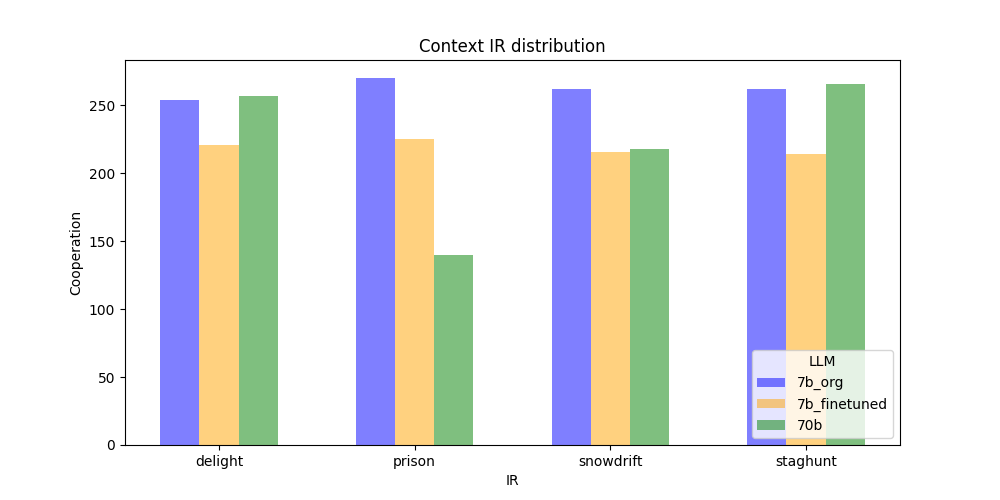 Context IR distribution
Cooperation
250
200
150
100
50
0
delight prison snowdrift staghunt
IR
LLM
7b_org
7b_finetuned
70b